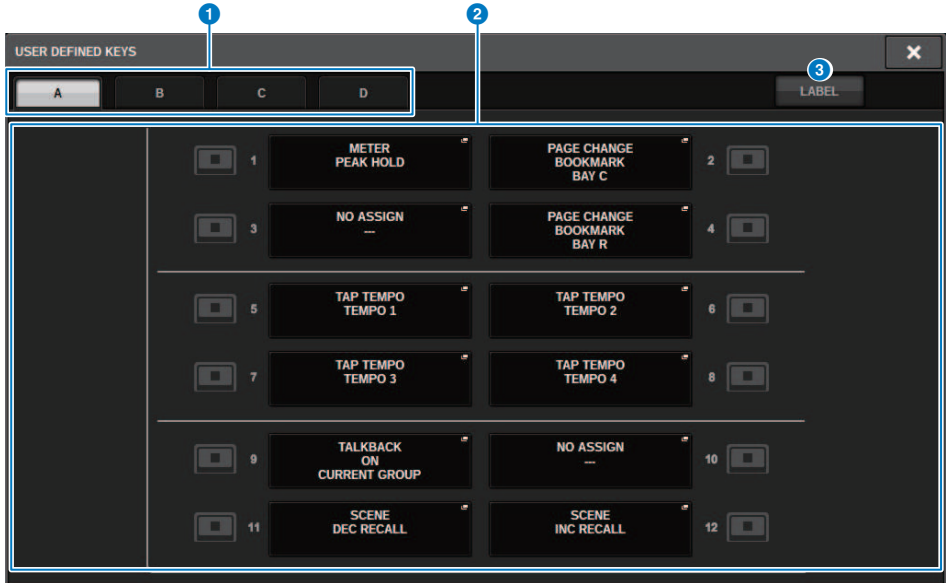 1
2
USER DEFINED KEYS
3
A B C D LABEL
1 METER
PEAK HOLD
PAGE CHANGE
BOOKMARK
BAY C
2
3 NO ASSIGN
---
PAGE CHANGE
BOOKMARK
BAY R
4
5 TAP TEMPO
TEMPO 1
TAP TEMPO
TEMPO 2
6
7 TAP TEMPO
TEMPO 3
TAP TEMPO
TEMPO 4
8
9 TALKBACK
ON
CURRENT GROUP
NO ASSIGN
---
10
11 SCENE
DEC RECALL
SCENE
INC RECALL
12